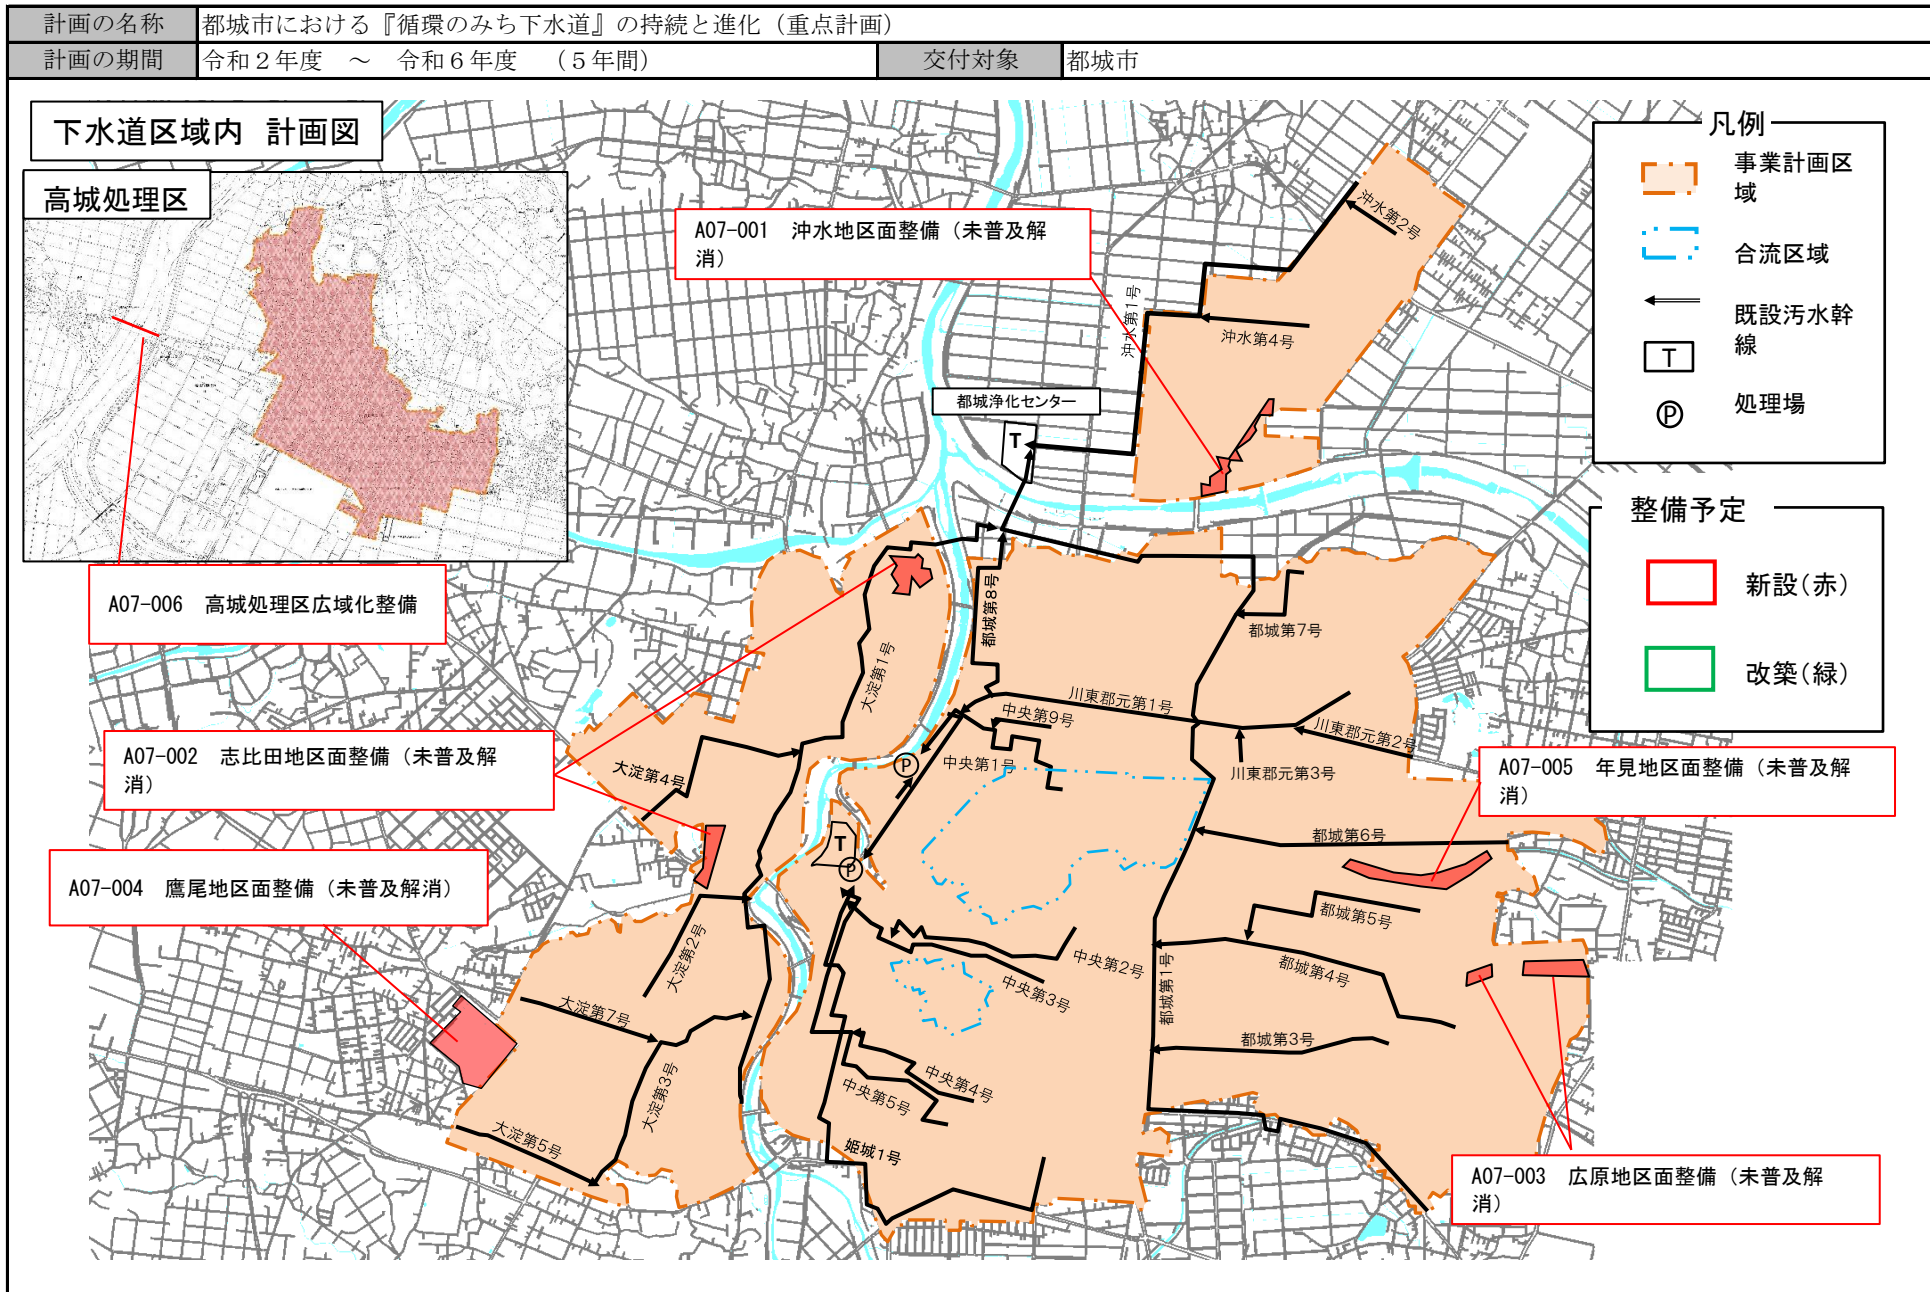 計画の名称 都城市における『循環のみち下水道』の持続と進化（重点計画）
計画の期間 令和２年度　～　令和６年度　（５年間） 交付対象 都城市
下水道区域内 計画図
高城処理区
A07-001 沖水地区面整備（未普及解
消）
A07-006 高城処理区広域化整備
A07-002 志比田地区面整備（未普及解
消）
A07-004 鷹尾地区面整備（未普及解消）
A07-005 年見地区面整備（未普及解
消）
A07-003 広原地区面整備（未普及解
消）
凡例
事業計画区
域
合流区域
既設汚水幹
線
T
処理場
P
整備予定
新設(赤)
改築(緑)
都城浄化センター
T
沖水第2号
沖水第1号
沖水第4号
都城第8号
都城第7号
大淀第1号
川東郡元第1号
中央第9号
川東郡元第2号
中央第1号
川東郡元第3号
大淀第4号
P
T
P
都城第6号
都城第5号
大淀第2号
中央第2号
都城第4号
中央第3号
都城第1号
大淀第7号
都城第3号
大淀第3号
中央第4号
中央第5号
大淀第5号
姫城1号